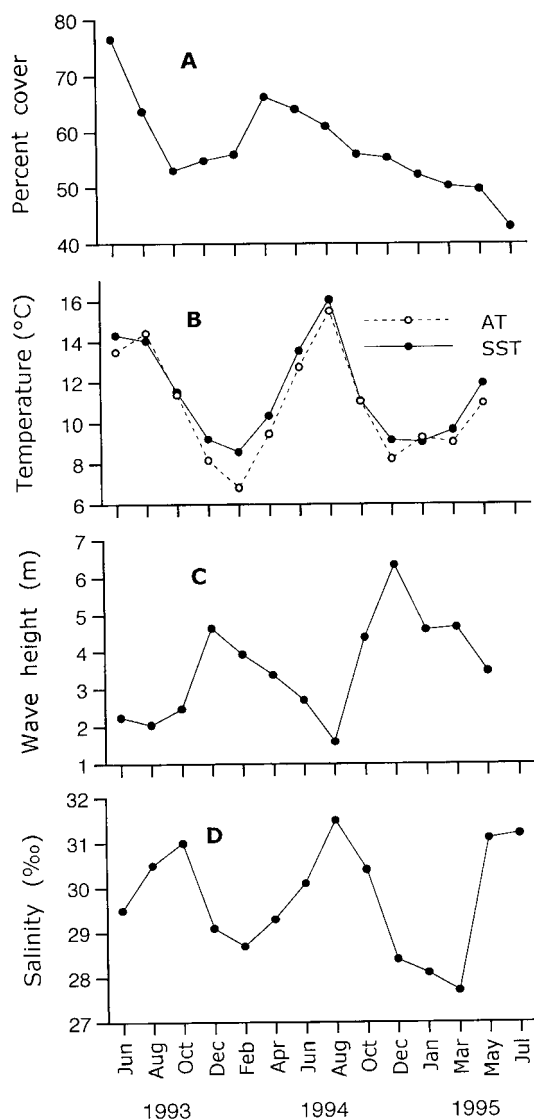 A
Percent cover
80
70
60
50
40
B
Temperature (°C)
16
14
12
10
8
6
AT
SST
C
Wave height (m)
7
6
5
4
3
2
1
D
Salinity (‰)
32
31
30
29
28
27
Jun Aug Oct Dec Feb Apr Jun Aug Oct Dec Jan Mar May Jul
1993 1994 1995